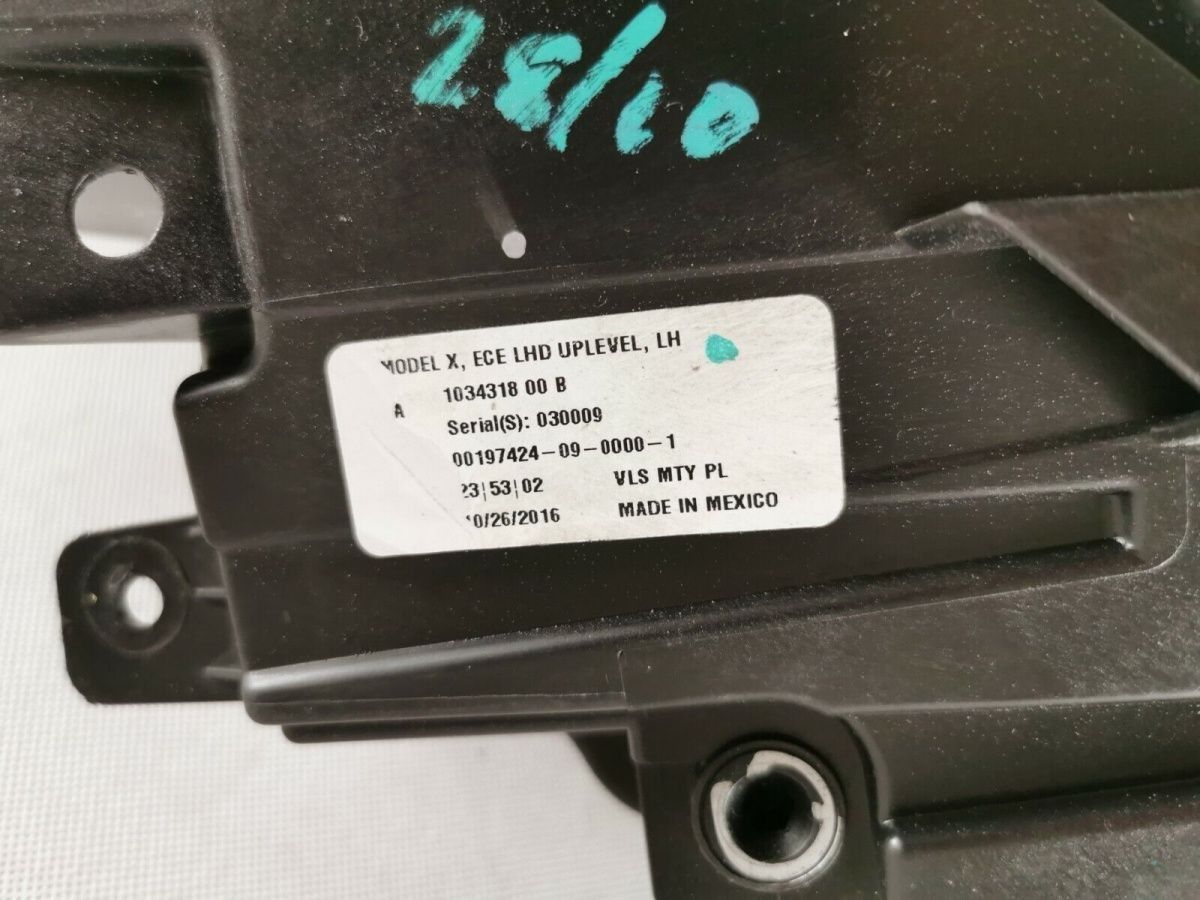 28/10
MODEL X, ECE LHD UPLEVEL, LH
1034318 00 B
A
Serial(S): 030009
00197424-09-0000-1
23|53|02 VLS MTY PL
10/26/2016 MADE IN MEXICO